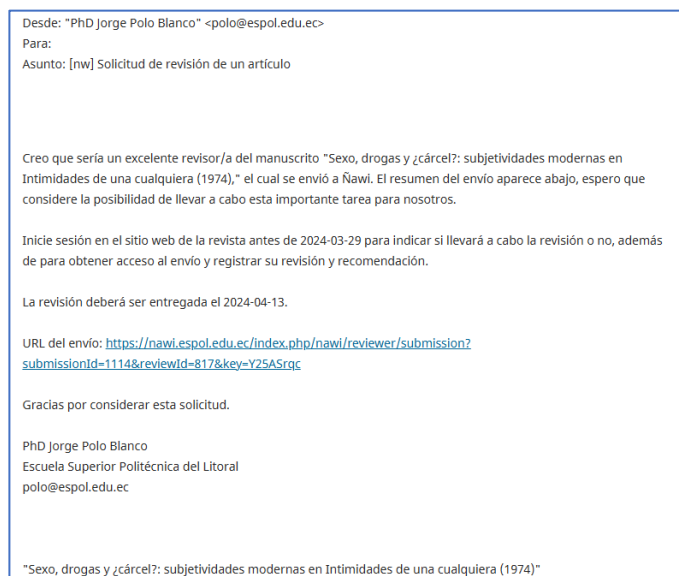 Desde: "PhD Jorge Polo Blanco" <polo@espol.edu.ec>
Para:
Asunto: [nw] Solicitud de revisión de un artículo
Creo que sería un excelente revisor/a del manuscrito "Sexo, drogas y ¿cárcel?: subjetividades modernas en
Intimidades de una cualquiera (1974)," el cual se envió a Ñawi. El resumen del envío aparece abajo, espero que
considere la posibilidad de llevar a cabo esta importante tarea para nosotros.
Inicie sesión en el sitio web de la revista antes de 2024-03-29 para indicar si llevará a cabo la revisión o no, además
de para obtener acceso al envío y registrar su revisión y recomendación.
La revisión deberá ser entregada el 2024-04-13.
URL del envío: https://nawi.espol.edu.ec/index.php/nawi/reviewer/submission?
submissionId=1114&reviewId=817&key=Y25ASrqc
Gracias por considerar esta solicitud.
PhD Jorge Polo Blanco
Escuela Superior Politécnica del Litoral
polo@espol.edu.ec
"Sexo, drogas y ¿cárcel?: subjetividades modernas en Intimidades de una cualquiera (1974)"